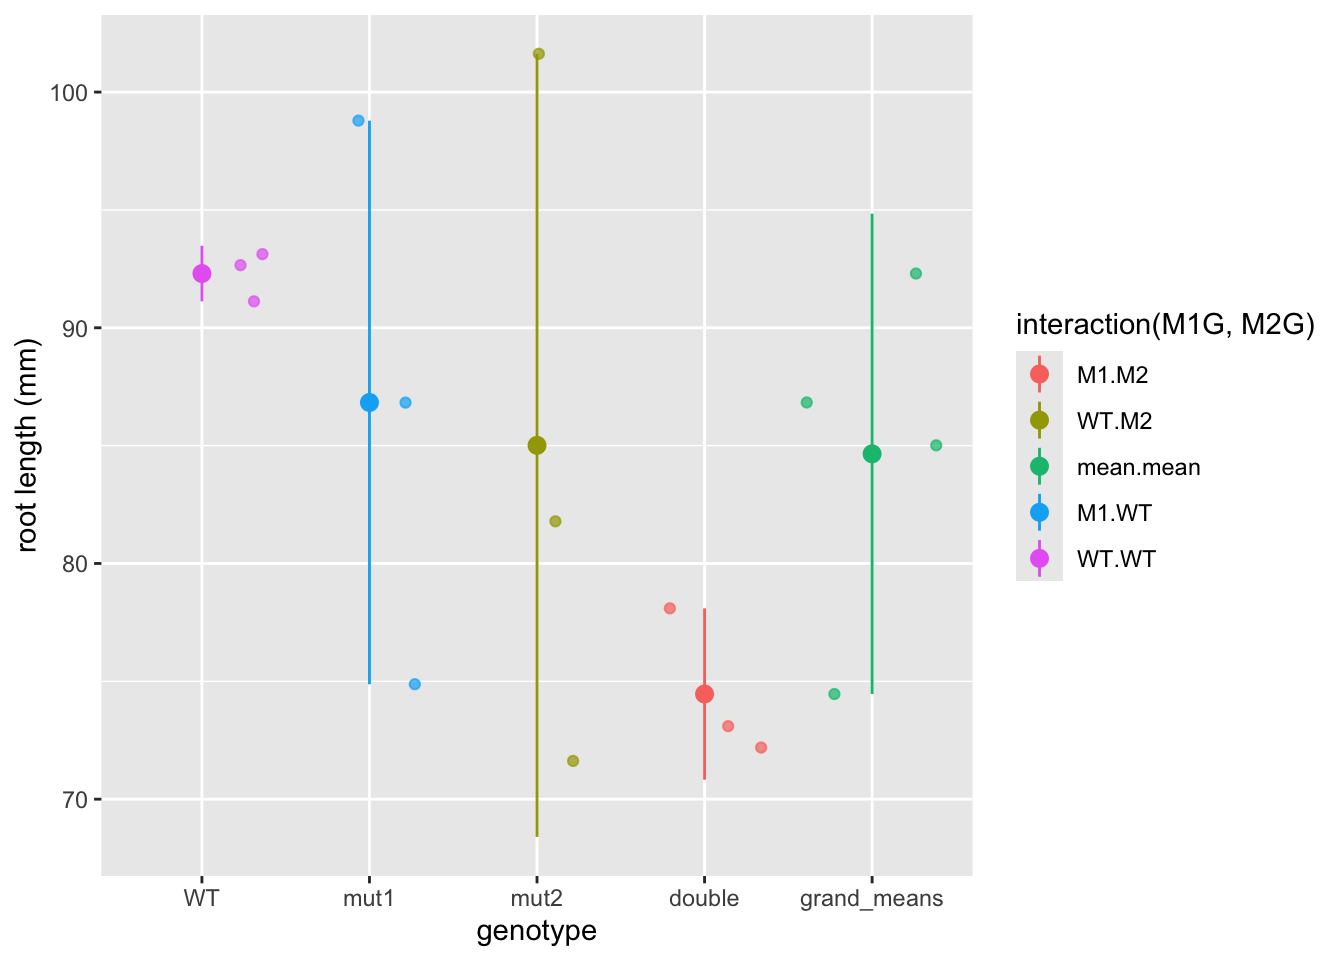 100
90
80
70
root length (mm)
WT
mut1
mut2
double
grand_means
genotype
interaction(M1G, M2G)
M1.M2
WT.M2
mean.mean
M1.WT
WT.WT